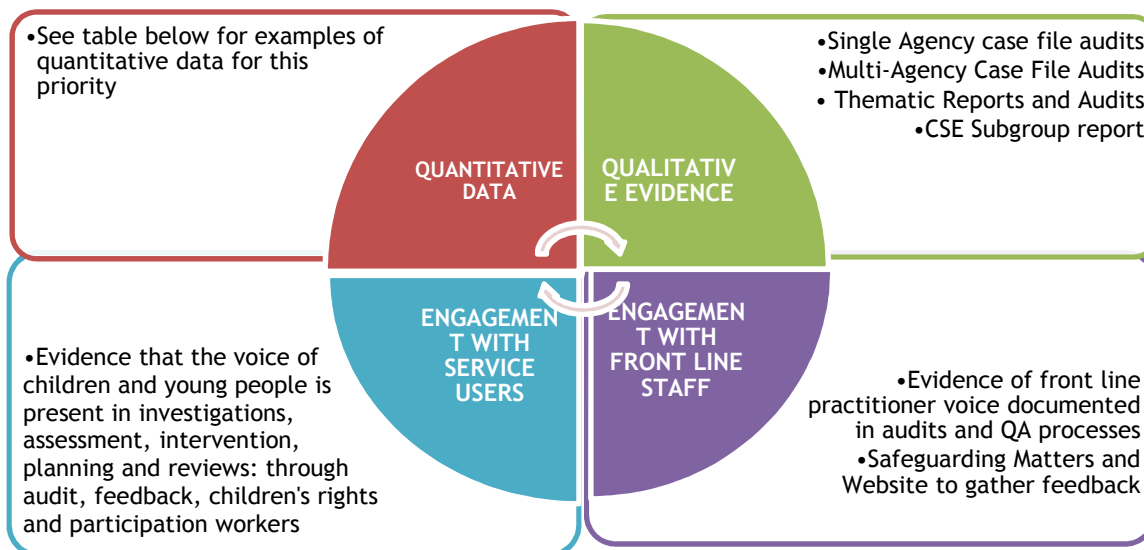 •See table below for examples of
quantitative data for this
priority
•Single Agency case file audits
•Multi-Agency Case File Audits
• Thematic Reports and Audits
•CSE Subgroup report
QUANTITATIVE
DATA
QUALITATIV
E EVIDENCE
ENGAGEMEN
T WITH
SERVICE
USERS
ENGAGEMEN
T WITH
FRONT LINE
STAFF
•Evidence that the voice of
children and young people is
present in investigations,
assessment, intervention,
planning and reviews: through
audit, feedback, children's rights
and participation workers
•Evidence of front line
practitioner voice documented
in audits and QA processes
•Safeguarding Matters and
Website to gather feedback